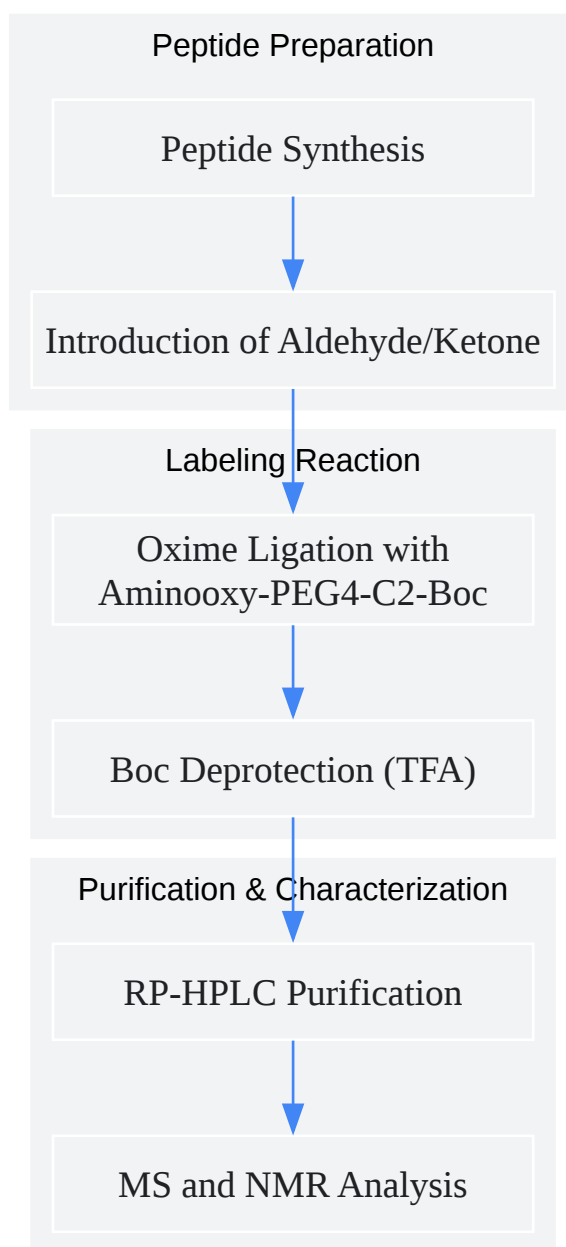 Peptide Preparation
Peptide Synthesis
Introduction of Aldehyde/Ketone
Labeling Reaction
Oxime Ligation with
Aminooxy-PEG4-C2-Boc
Boc Deprotection (TFA)
Purification & Characterization
RP-HPLC Purification
MS and NMR Analysis